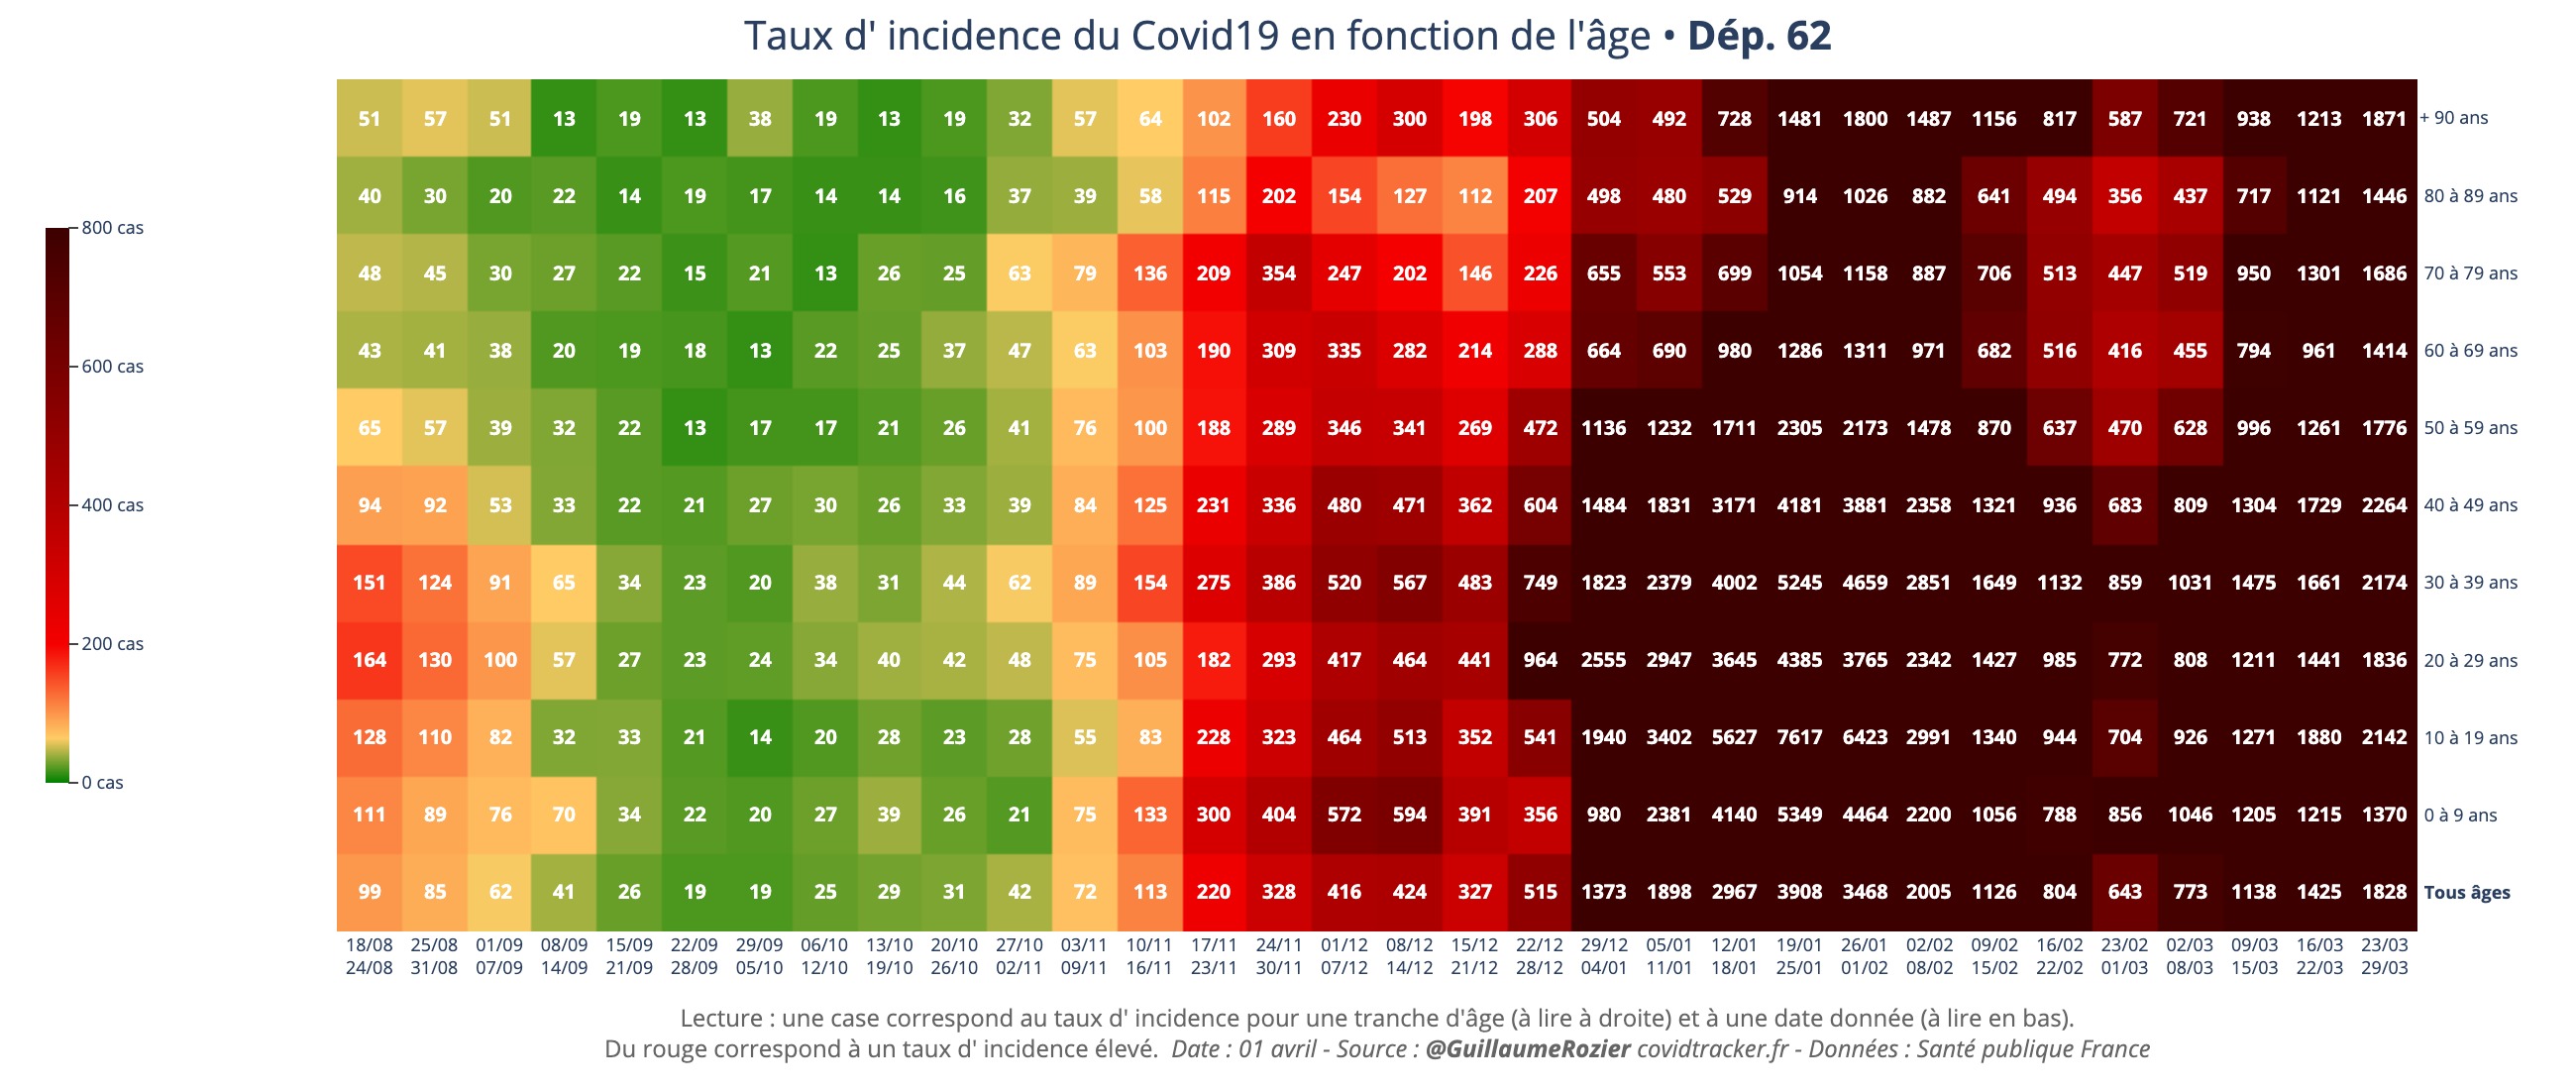 Taux d' incidence du Covid19 en fonction de l'âge • Dép. 62
51 57 51 13 19 13 38 19 13 19 32 57 64 102 160 230 300 198 306 504 492 728 1481 1800 1487 1156 817 587 721 938 1213 1871 + 90 ans
40 30 20 22 14 19 17 14 14 16 37 39 58 115 202 154 127 112 207 498 480 529 914 1026 882 641 494 356 437 717 1121 1446 80 à 89 ans
48 45 30 27 22 15 21 13 26 25 63 79 136 209 354 247 202 146 226 655 553 699 1054 1158 887 706 513 447 519 950 1301 1686 70 à 79 ans
43 41 38 20 19 18 13 22 25 37 47 63 103 190 309 335 282 214 288 664 690 980 1286 1311 971 682 516 416 455 794 961 1414 60 à 69 ans
65 57 39 32 22 13 17 17 21 26 41 76 100 188 289 346 341 269 472 1136 1232 1711 2305 2173 1478 870 637 470 628 996 1261 1776 50 à 59 ans
94 92 53 33 22 21 27 30 26 33 39 84 125 231 336 480 471 362 604 1484 1831 3171 4181 3881 2358 1321 936 683 809 1304 1729 2264 40 à 49 ans
151 124 91 65 34 23 20 38 31 44 62 89 154 275 386 520 567 483 749 1823 2379 4002 5245 4659 2851 1649 1132 859 1031 1475 1661 2174 30 à 39 ans
164 130 100 57 27 23 24 34 40 42 48 75 105 182 293 417 464 441 964 2555 2947 3645 4385 3765 2342 1427 985 772 808 1211 1441 1836 20 à 29 ans
128 110 82 32 33 21 14 20 28 23 28 55 83 228 323 464 513 352 541 1940 3402 5627 7617 6423 2991 1340 944 704 926 1271 1880 2142 10 à 19 ans
111 89 76 70 34 22 20 27 39 26 21 75 133 300 404 572 594 391 356 980 2381 4140 5349 4464 2200 1056 788 856 1046 1205 1215 1370 0 à 9 ans
99 85 62 41 26 19 19 25 29 31 42 72 113 220 328 416 424 327 515 1373 1898 2967 3908 3468 2005 1126 804 643 773 1138 1425 1828 Tous âges
18/08 25/08 01/09 08/09 15/09 22/09 29/09 06/10 13/10 20/10 27/10 03/11 10/11 17/11 24/11 01/12 08/12 15/12 22/12 29/12 05/01 12/01 19/01 26/01 02/02 09/02 16/02 23/02 02/03 09/03 16/03 23/03
24/08 31/08 07/09 14/09 21/09 28/09 05/10 12/10 19/10 26/10 02/11 09/11 16/11 23/11 30/11 07/12 14/12 21/12 28/12 04/01 11/01 18/01 25/01 01/02 08/02 15/02 22/02 01/03 08/03 15/03 22/03 29/03
800 cas
600 cas
400 cas
200 cas
0 cas
Lecture : une case correspond au taux d' incidence pour une tranche d'âge (à lire à droite) et à une date donnée (à lire en bas).
Du rouge correspond à un taux d' incidence élevé. Date : 01 avril - Source : @GuillaumeRozier covidtracker.fr - Données : Santé publique France